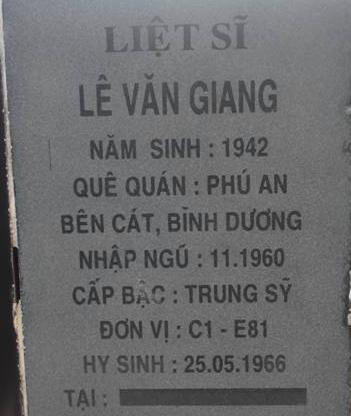 LIỆT SĨ
LÊ VĂN GIANG
NĂM SINH : 1942
QUÊ QUÁN : PHÚ AN
BẾN CÁT, BÌNH DƯƠNG
NHẬP NGŨ : 11.1960
CẤP BẬC : TRUNG SỸ
ĐƠN VỊ : C1 - E81
HY SINH : 25.05.1966
TẠI :